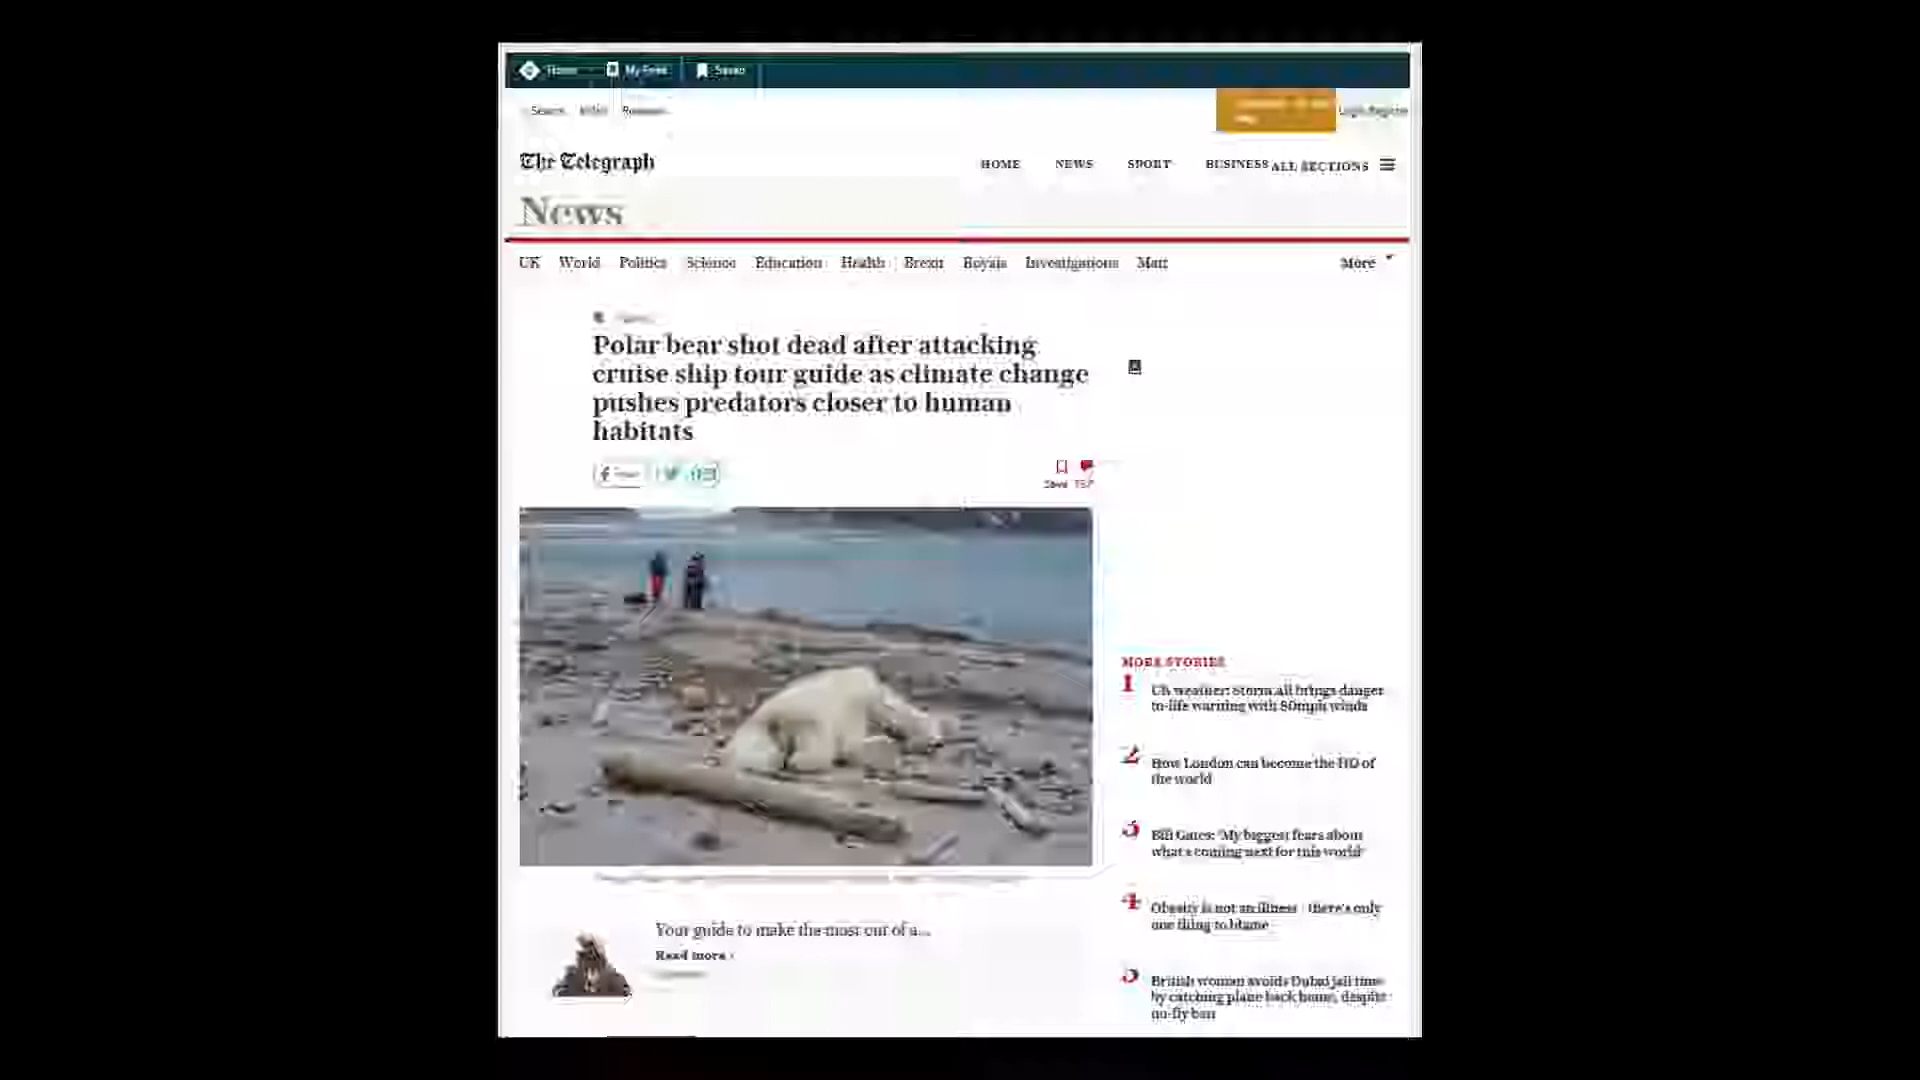 Home My Feed Saved
Search
The Telegraph
HOME NEWS SPORT BUSINESS ALL SECTIONS
News
UK World Politics Science Education Health Brexit Royals Investigations Matt More
Polar bear shot dead after attacking
cruise ship tour guide as climate change
pushes predators closer to human
habitats
Save
MORE STORIES
1 UK weather: Storm brings danger
to-life warning with 80mph winds
2 How London can become the HQ of
the world
3 Bill Gates: 'My biggest fears about
what's coming next for this world'
4 Obesity is not an illness - there's only
one thing to blame
5 British woman avoids Dubai jail time
by catching plane back home, despite
no-fly ban
Your guide to make the most out of a...
Read more ›